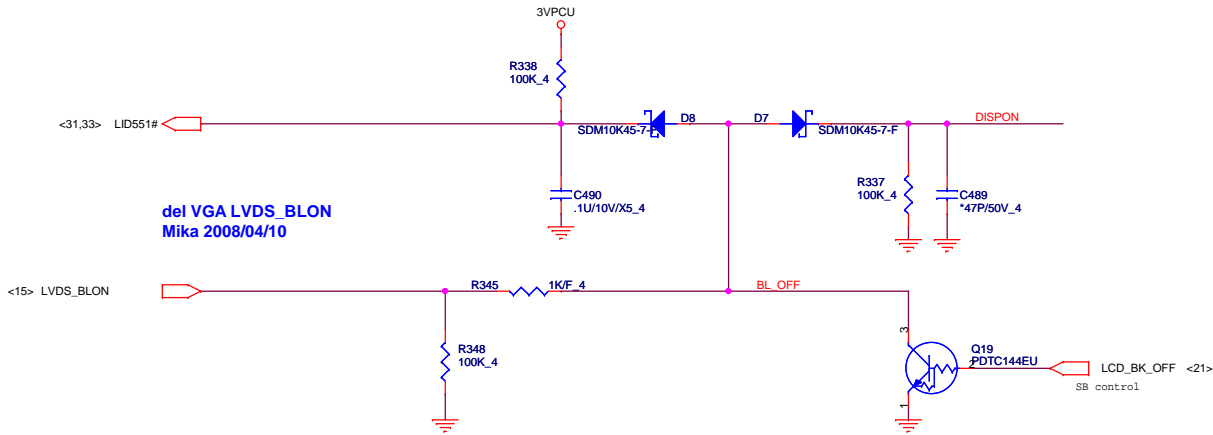 3VPCU
R338
100K_4
<31,33> LID551#
SDM10K45-7-F
D8
D7
SDM10K45-7-F
DISPON
C490
.1U/10V/X5_4
R337
100K_4
C489
*47P/50V_4
del VGA LVDS_BLON
Mika 2008/04/10
<15> LVDS_BLON
R345
1K/F_4
BL_OFF
R348
100K_4
3
Q19
PDTC144EU
2
1
LCD_BK_OFF <21>
SB control